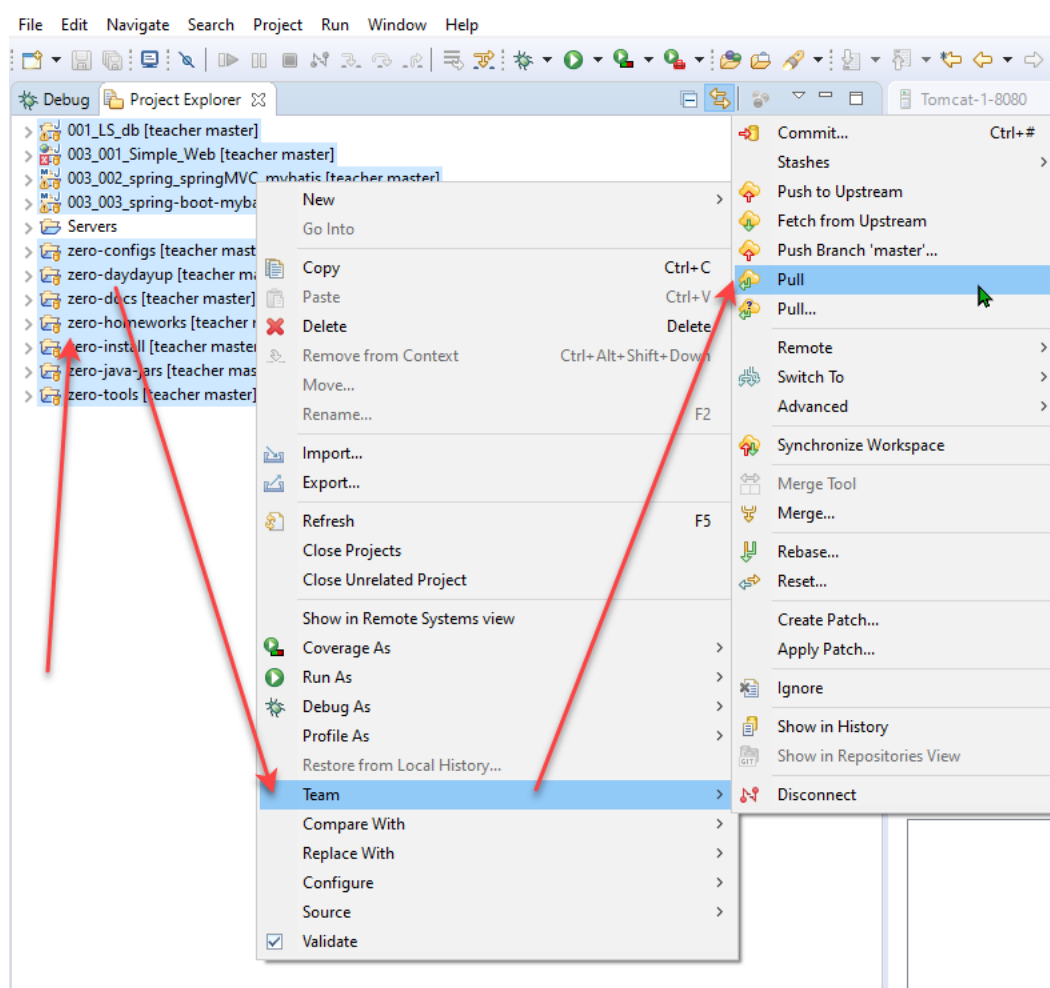 File Edit Navigate Search Project Run Window Help
Debug Project Explorer
Tomcat-1-8080
001_LS_db [teacher master]
003_001_Simple_Web [teacher master]
003_002_spring_springMVC_mybatis [teacher master]
003_003_spring-boot-myba
Servers
zero-configs [teacher mast
zero-daydayup [teacher ma
zero-docs [teacher master]
zero-homeworks [teacher
zero-install [teacher master
zero-java-jars [teacher mas
zero-tools [teacher master]
New
Go Into
Copy Ctrl+C
Paste Ctrl+V
Delete Delete
Remove from Context Ctrl+Alt+Shift+Down
Move...
Rename... F2
Import...
Export...
Refresh F5
Close Projects
Close Unrelated Project
Show in Remote Systems view
Coverage As
Run As
Debug As
Profile As
Restore from Local History...
Team
Compare With
Replace With
Configure
Source
Validate
Commit... Ctrl+#
Stashes
Push to Upstream
Fetch from Upstream
Push Branch 'master'...
Pull
Pull...
Remote
Switch To
Advanced
Synchronize Workspace
Merge Tool
Merge...
Rebase...
Reset...
Create Patch...
Apply Patch...
Ignore
Show in History
GIT Show in Repositories View
Disconnect